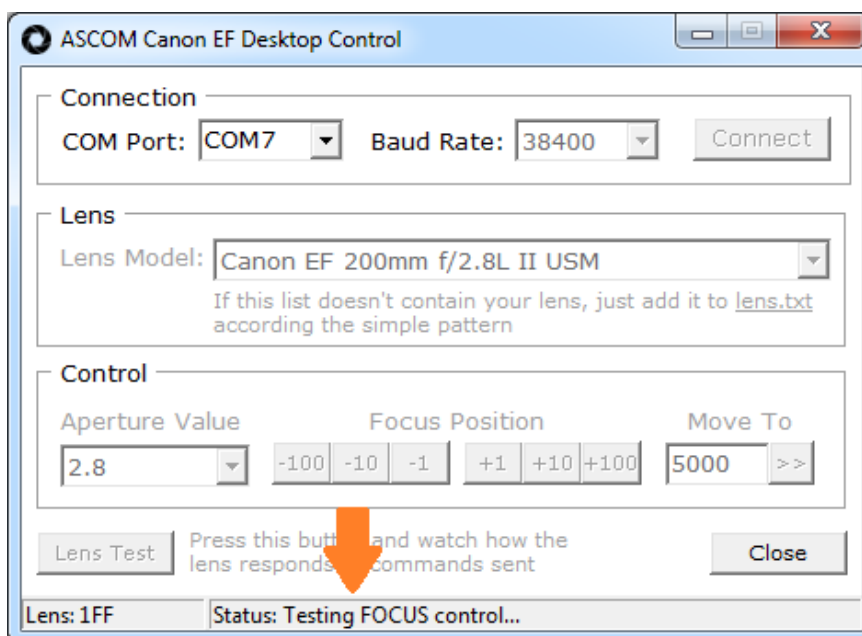 ASCOM Canon EF Desktop Control
Connection
COM Port: COM7 Baud Rate: 38400 Connect
Lens
Lens Model: Canon EF 200mm f/2.8L II USM
If this list doesn't contain your lens, just add it to lens.txt
according the simple pattern
Control
Aperture Value Focus Position Move To
2.8 -100 -10 -1 +1 +10 +100 5000 >>
Lens Test Press this and watch how the
lens responds commands sent Close
Lens: 1FF Status: Testing FOCUS control...